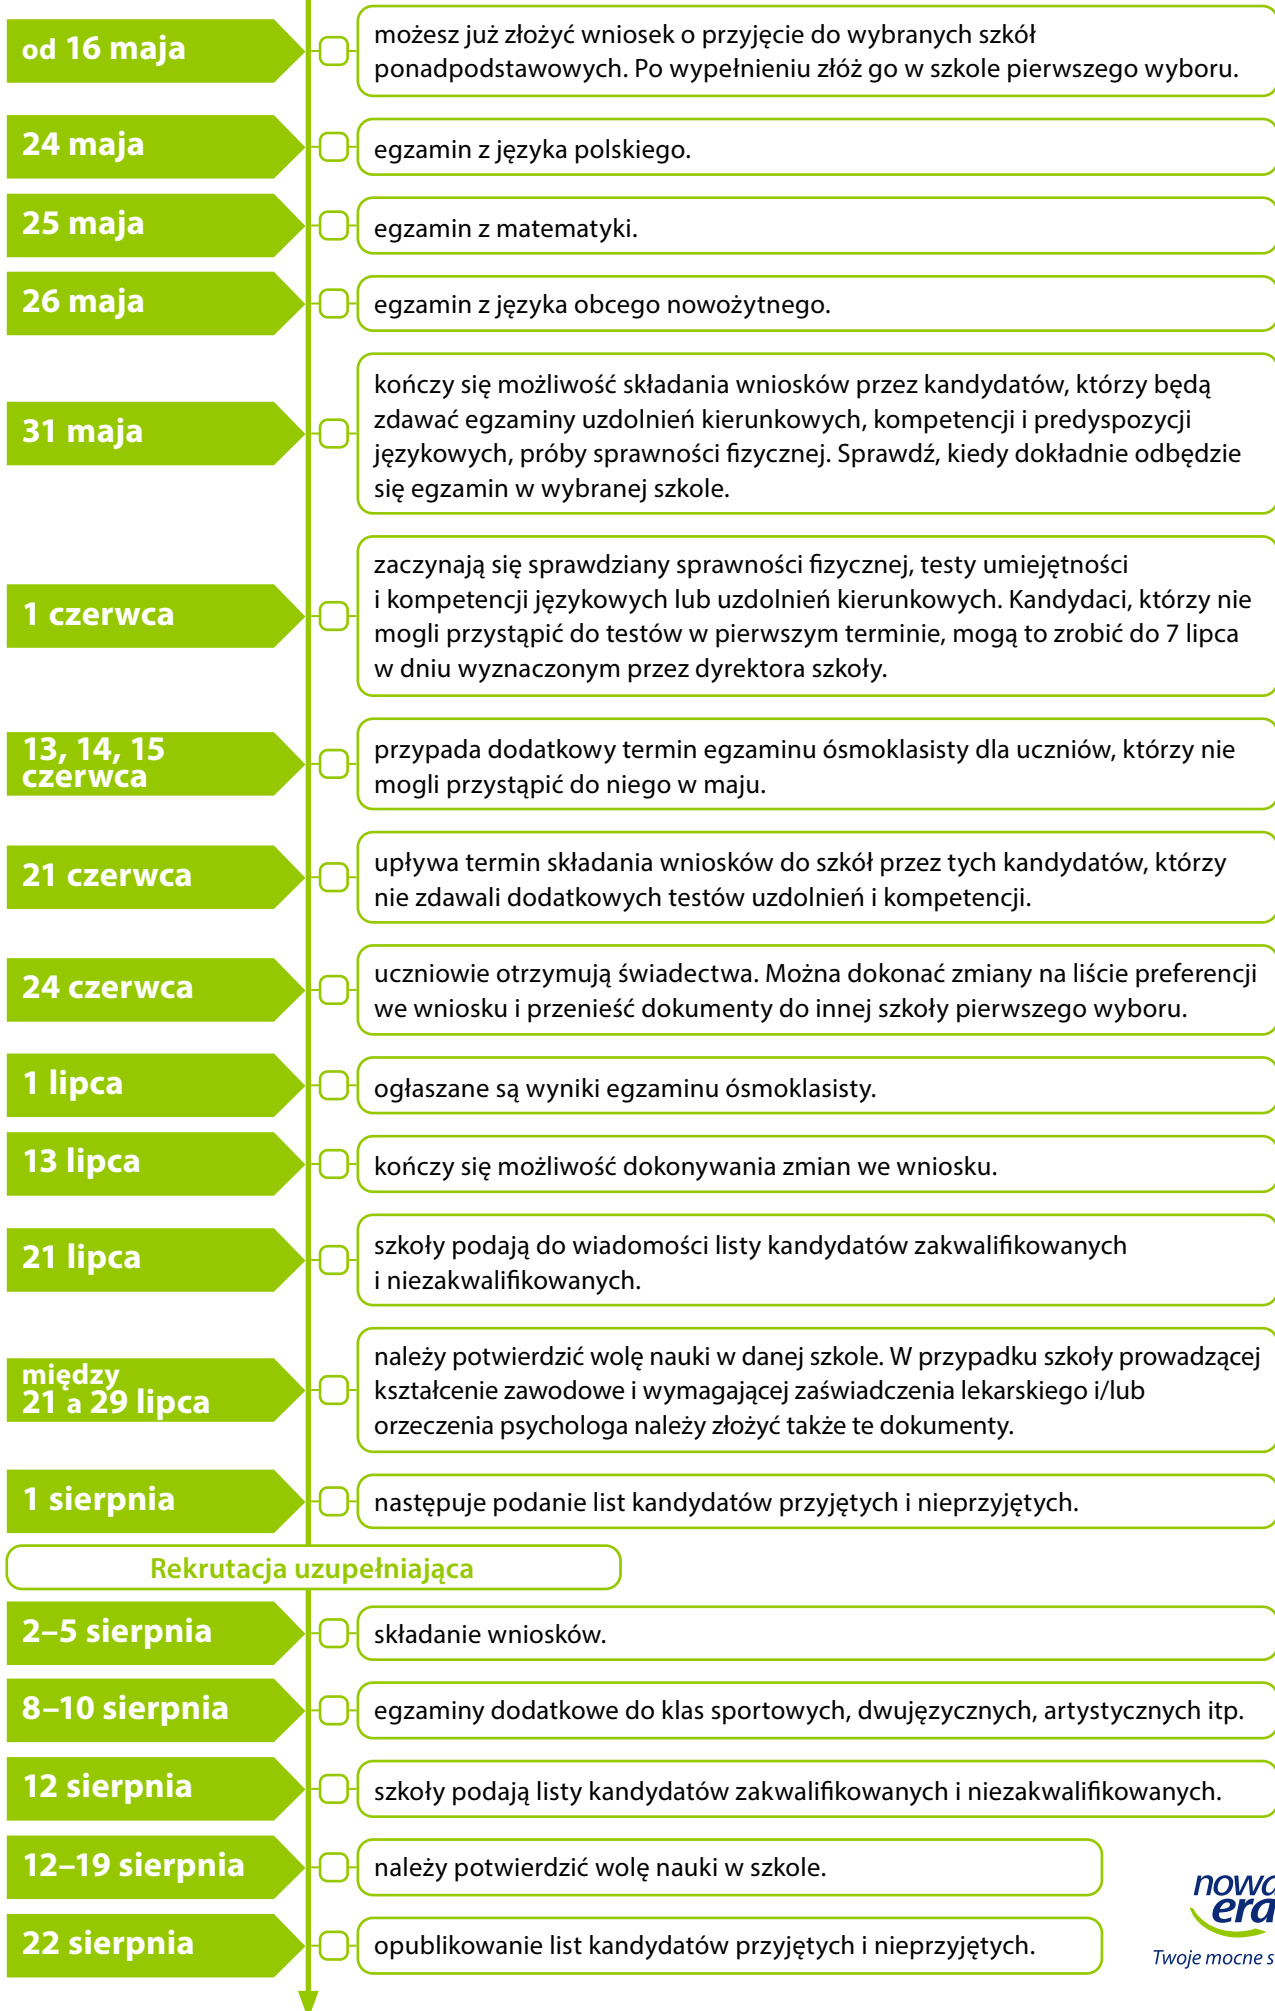 od 16 maja
możesz już złożyć wniosek o przyjęcie do wybranych szkół
ponadpodstawowych. Po wypełnieniu złóż go w szkole pierwszego wyboru.
24 maja
egzamin z języka polskiego.
25 maja
egzamin z matematyki.
26 maja
egzamin z języka obcego nowożytnego.
31 maja
kończy się możliwość składania wniosków przez kandydatów, którzy będą
zdawać egzaminy uzdolnień kierunkowych, kompetencji i predyspozycji
językowych, próby sprawności fizycznej. Sprawdź, kiedy dokładnie odbędzie
się egzamin w wybranej szkole.
1 czerwca
zaczynają się sprawdziany sprawności fizycznej, testy umiejętności
i kompetencji językowych lub uzdolnień kierunkowych. Kandydaci, którzy nie
mogli przystąpić do testów w pierwszym terminie, mogą to zrobić do 7 lipca
w dniu wyznaczonym przez dyrektora szkoły.
13, 14, 15
czerwca
przypada dodatkowy termin egzaminu ósmoklasisty dla uczniów, którzy nie
mogli przystąpić do niego w maju.
21 czerwca
upływa termin składania wniosków do szkół przez tych kandydatów, którzy
nie zdawali dodatkowych testów uzdolnień i kompetencji.
24 czerwca
uczniowie otrzymują świadectwa. Można dokonać zmiany na liście preferencji
we wniosku i przenieść dokumenty do innej szkoły pierwszego wyboru.
1 lipca
ogłaszane są wyniki egzaminu ósmoklasisty.
13 lipca
kończy się możliwość dokonywania zmian we wniosku.
21 lipca
szkoły podają do wiadomości listy kandydatów zakwalifikowanych
i niezakwalifikowanych.
między
21 a 29 lipca
należy potwierdzić wolę nauki w danej szkole. W przypadku szkoły prowadzącej
kształcenie zawodowe i wymagającej zaświadczenia lekarskiego i/lub
orzeczenia psychologa należy złożyć także te dokumenty.
1 sierpnia
następuje podanie list kandydatów przyjętych i nieprzyjętych.
Rekrutacja uzupełniająca
2–5 sierpnia
składanie wniosków.
8–10 sierpnia
egzaminy dodatkowe do klas sportowych, dwujęzycznych, artystycznych itp.
12 sierpnia
szkoły podają listy kandydatów zakwalifikowanych i niezakwalifikowanych.
12–19 sierpnia
należy potwierdzić wolę nauki w szkole.
22 sierpnia
opublikowanie list kandydatów przyjętych i nieprzyjętych.
nowa
era
Twoje mocne s